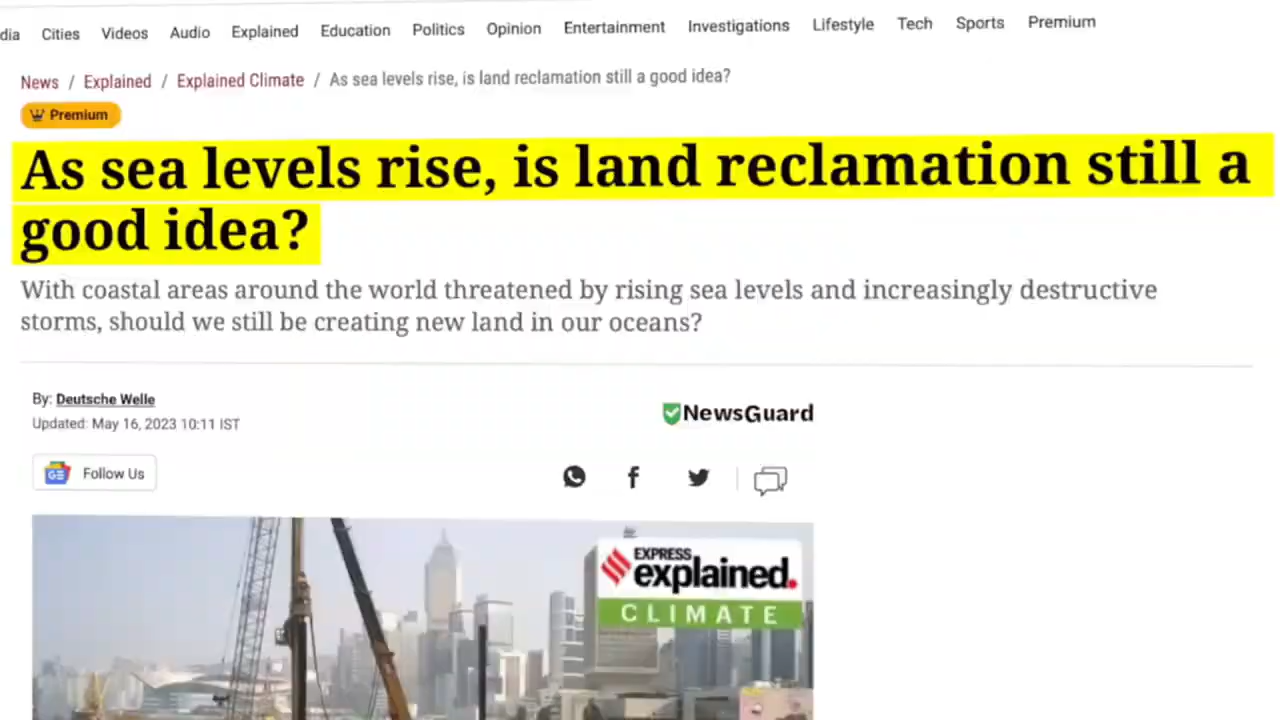 dia Cities Videos Audio Explained Education Politics Opinion Entertainment Investigations Lifestyle Tech Sports Premium
News / Explained / Explained Climate / As sea levels rise, is land reclamation still a good idea?
Premium
As sea levels rise, is land reclamation still a
good idea?
With coastal areas around the world threatened by rising sea levels and increasingly destructive
storms, should we still be creating new land in our oceans?
By: Deutsche Welle
Updated: May 16, 2023 10:11 IST
NewsGuard
GE Follow Us
EXPRESS
explained.
CLIMATE